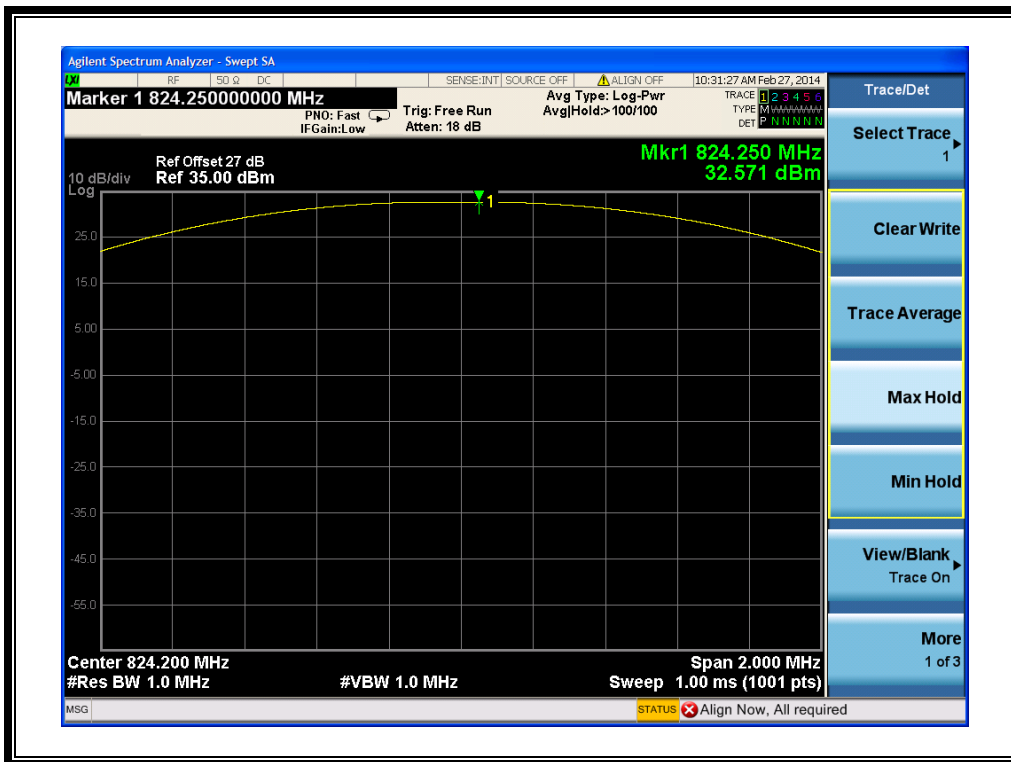 Agilent Spectrum Analyzer - Swept SA
LXI RF 50 Ω DC SENSE:INT SOURCE OFF ALIGN OFF 10:31:27 AM Feb 27, 2014
Marker 1 824.250000000 MHz
PNO: Fast
IFGain:Low
Trig: Free Run
Atten: 18 dB
Avg Type: Log-Pwr
Avg|Hold:> 100/100
TRACE 1 2 3 4 5 6
TYPE M WWWWW
DET P N N N N N
Trace/Det
Mkr1 824.250 MHz
32.571 dBm
Ref Offset 27 dB
10 dB/div Ref 35.00 dBm
Log
1
25.0
15.0
5.00
-5.00
-15.0
-25.0
-35.0
-45.0
-55.0
Center 824.200 MHz Span 2.000 MHz
#Res BW 1.0 MHz #VBW 1.0 MHz Sweep 1.00 ms (1001 pts)
Select Trace
1
Clear Write
Trace Average
Max Hold
Min Hold
View/Blank
Trace On
More
1 of 3
MSG STATUS Align Now, All required